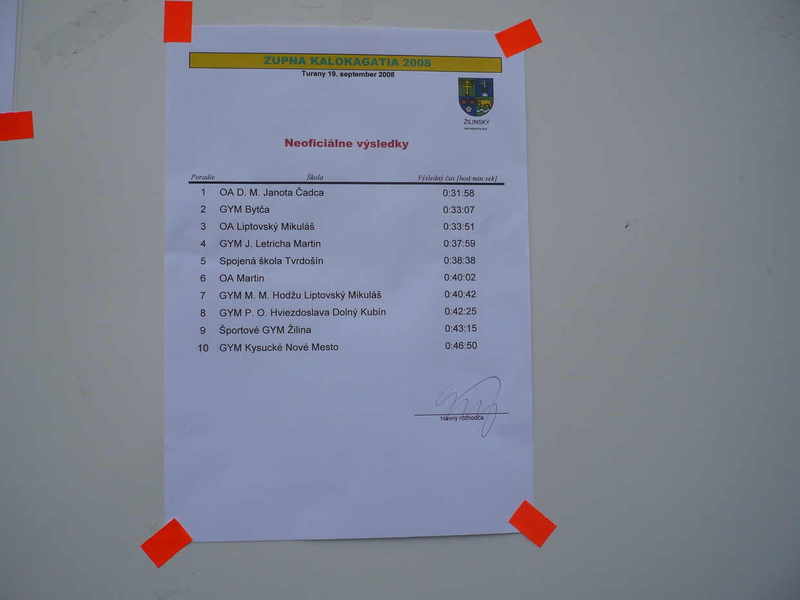 ŽUPNÁ KALOKAGATIA 2008
Turany 19. september 2008
ŽILINSKÝ
Neoficiálne výsledky
Poradie Škola Výsledný čas [hod:min:sek]
1 OA D. M. Janota Čadca 0:31:58
2 GYM Bytča 0:33:07
3 OA Liptovský Mikuláš 0:33:51
4 GYM J. Letricha Martin 0:37:59
5 Spojená škola Tvrdošín 0:38:38
6 OA Martin 0:40:02
7 GYM M. M. Hodžu Liptovský Mikuláš 0:40:42
8 GYM P. O. Hviezdoslava Dolný Kubín 0:42:25
9 Športové GYM Žilina 0:43:15
10 GYM Kysucké Nové Mesto 0:46:50
hlavný rozhodca